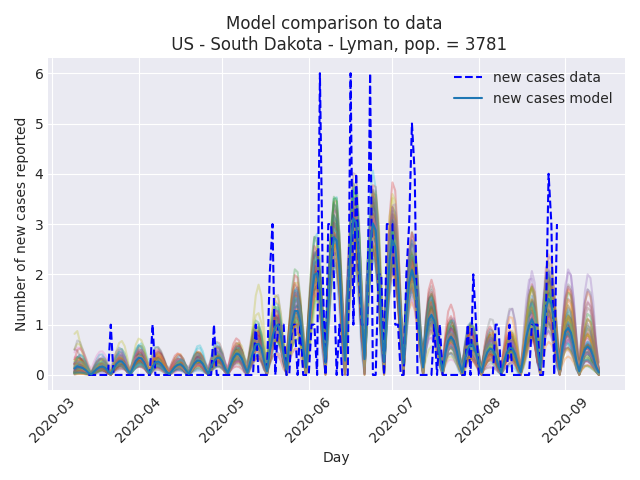 Model comparison to data
US - South Dakota - Lyman, pop. = 3781
new cases data
new cases model
Number of new cases reported
6
5
4
3
2
1
0
2020-03
2020-04
2020-05
2020-06
2020-07
2020-08
2020-09
Day